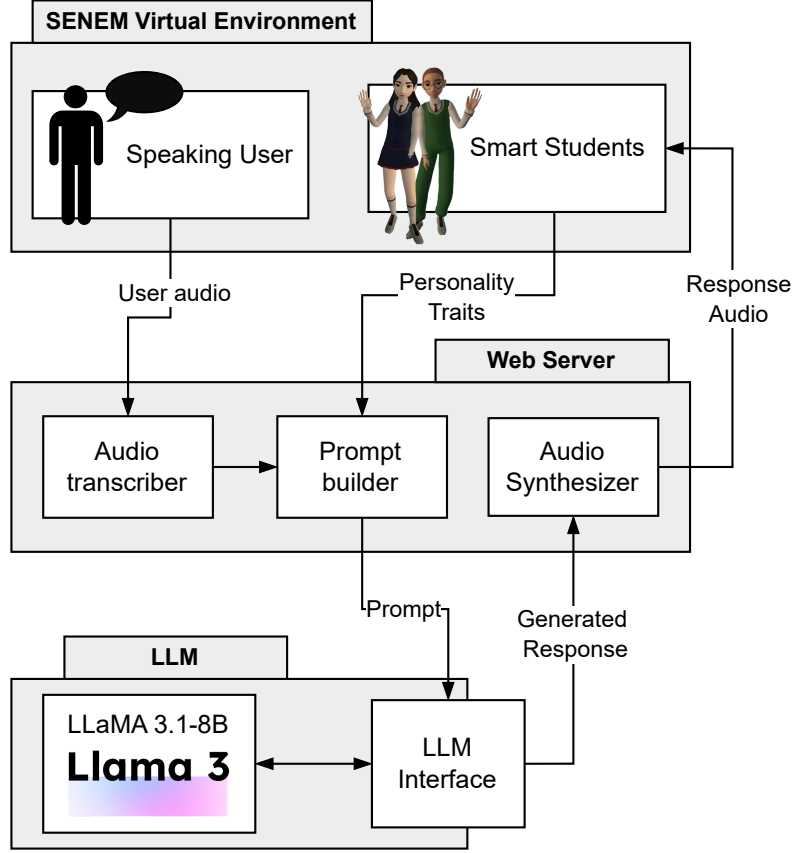 SENEM Virtual Environment
Speaking User
Smart Students
User audio
Personality
Traits
Response
Audio
Web Server
Audio
transcriber
Prompt
builder
Audio
Synthesizer
Prompt
Generated
Response
LLM
LLaMA 3.1-8B
Llama 3
LLM
Interface